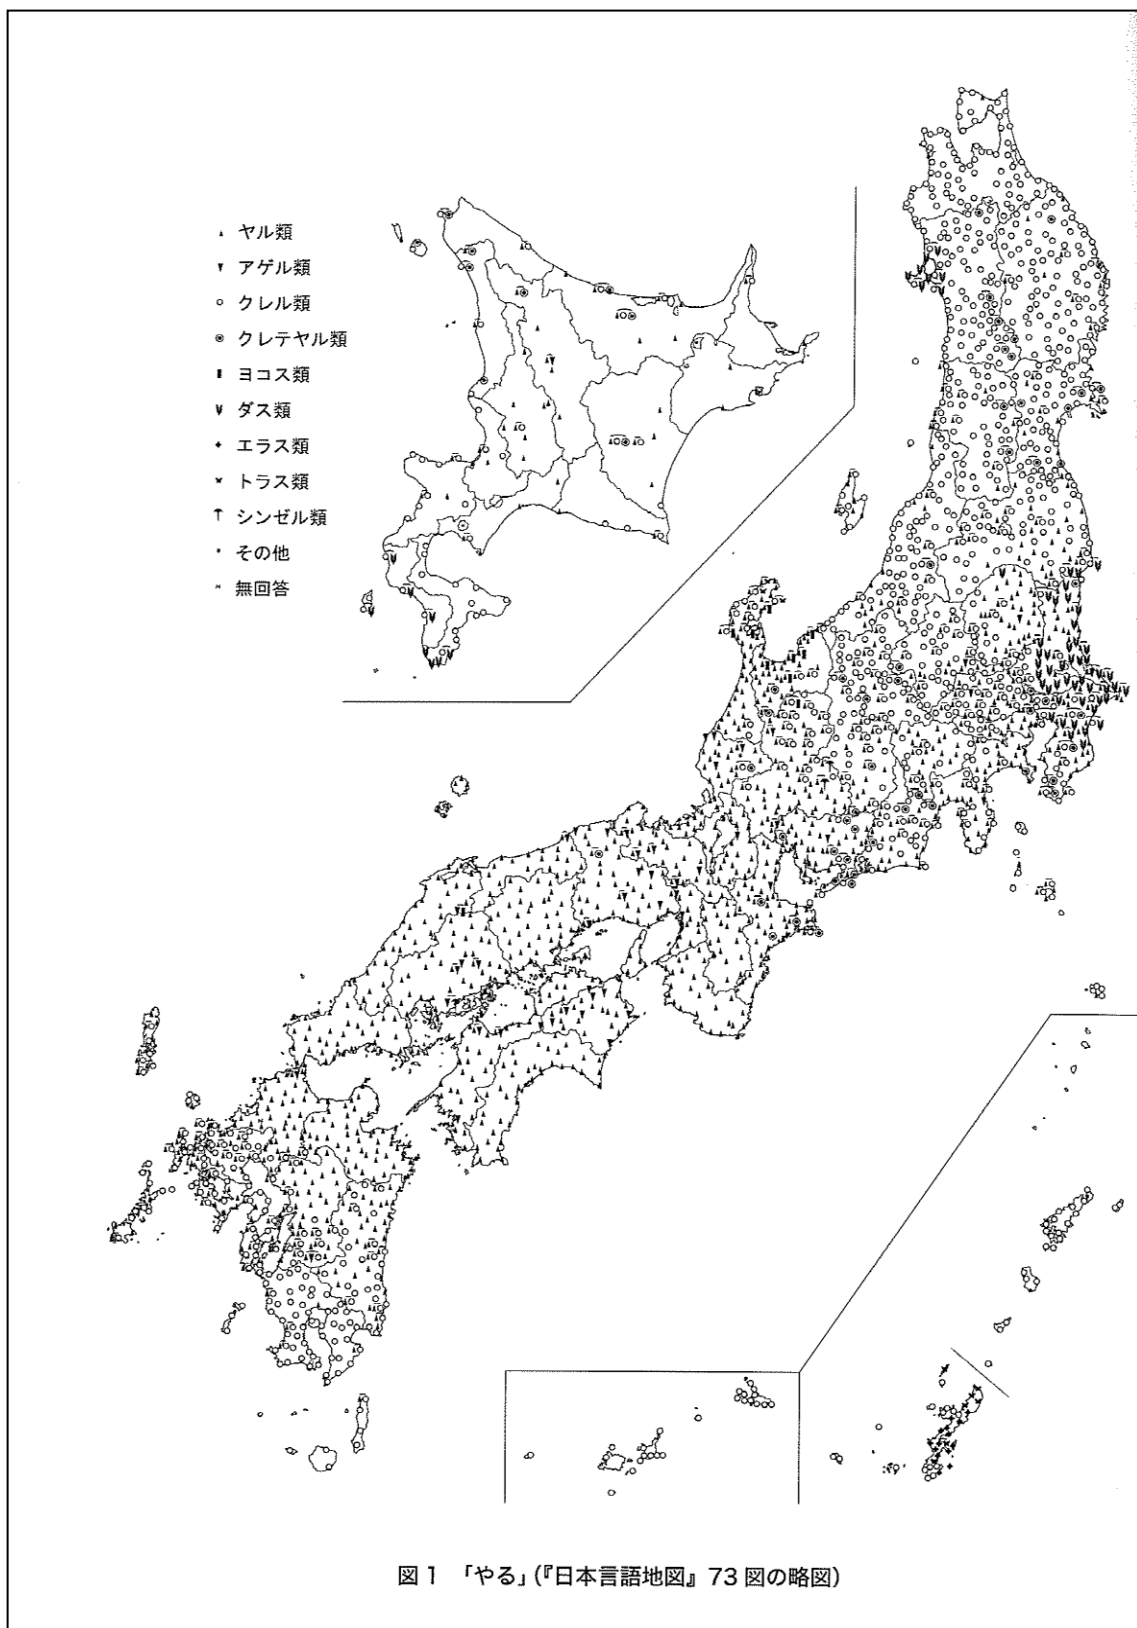 ヤル類
アゲル類
クレル類
クレテヤル類
ヨコス類
ダス類
エラス類
トラス類
シンゼル類
その他
無回答
図1 「やる」（『日本言語地図』73図の略図）